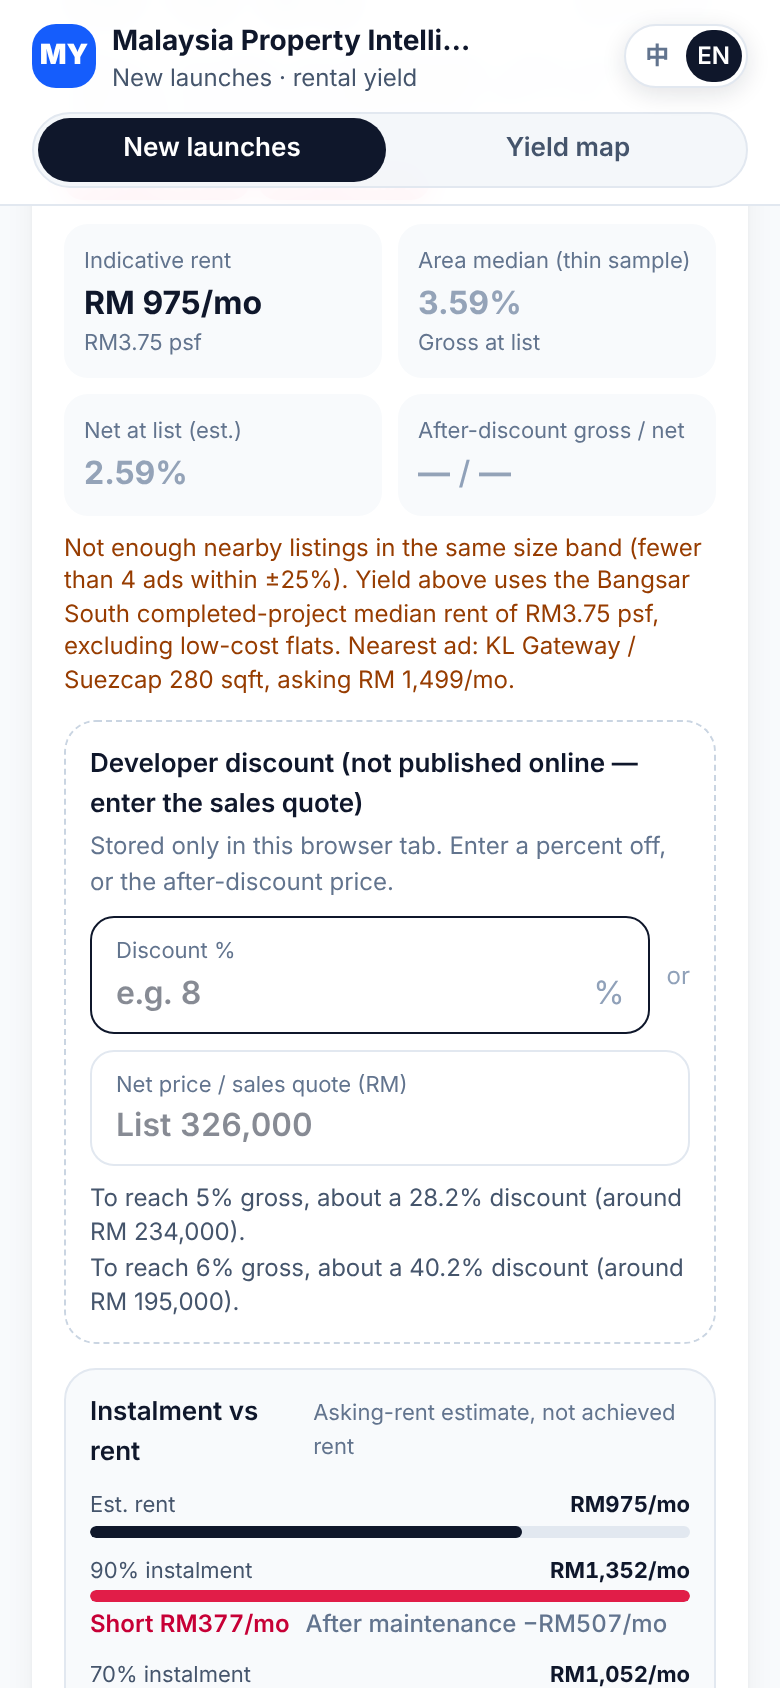 MY
Malaysia Property Intelli...
New launches · rental yield
中
EN
New launches
Yield map
Indicative rent
RM 975/mo
RM3.75 psf
Area median (thin sample)
3.59%
Gross at list
Net at list (est.)
2.59%
After-discount gross / net
— / —
Not enough nearby listings in the same size band (fewer
than 4 ads within ±25%). Yield above uses the Bangsar
South completed-project median rent of RM3.75 psf,
excluding low-cost flats. Nearest ad: KL Gateway /
Suezcap 280 sqft, asking RM 1,499/mo.
Developer discount (not published online —
enter the sales quote)
Stored only in this browser tab. Enter a percent off,
or the after-discount price.
Discount %
e.g. 8
%
or
Net price / sales quote (RM)
List 326,000
To reach 5% gross, about a 28.2% discount (around
RM 234,000).
To reach 6% gross, about a 40.2% discount (around
RM 195,000).
Instalment vs
rent
Asking-rent estimate, not achieved
rent
Est. rent
RM975/mo
90% instalment
RM1,352/mo
Short RM377/mo
After maintenance −RM507/mo
70% instalment
RM1,052/mo